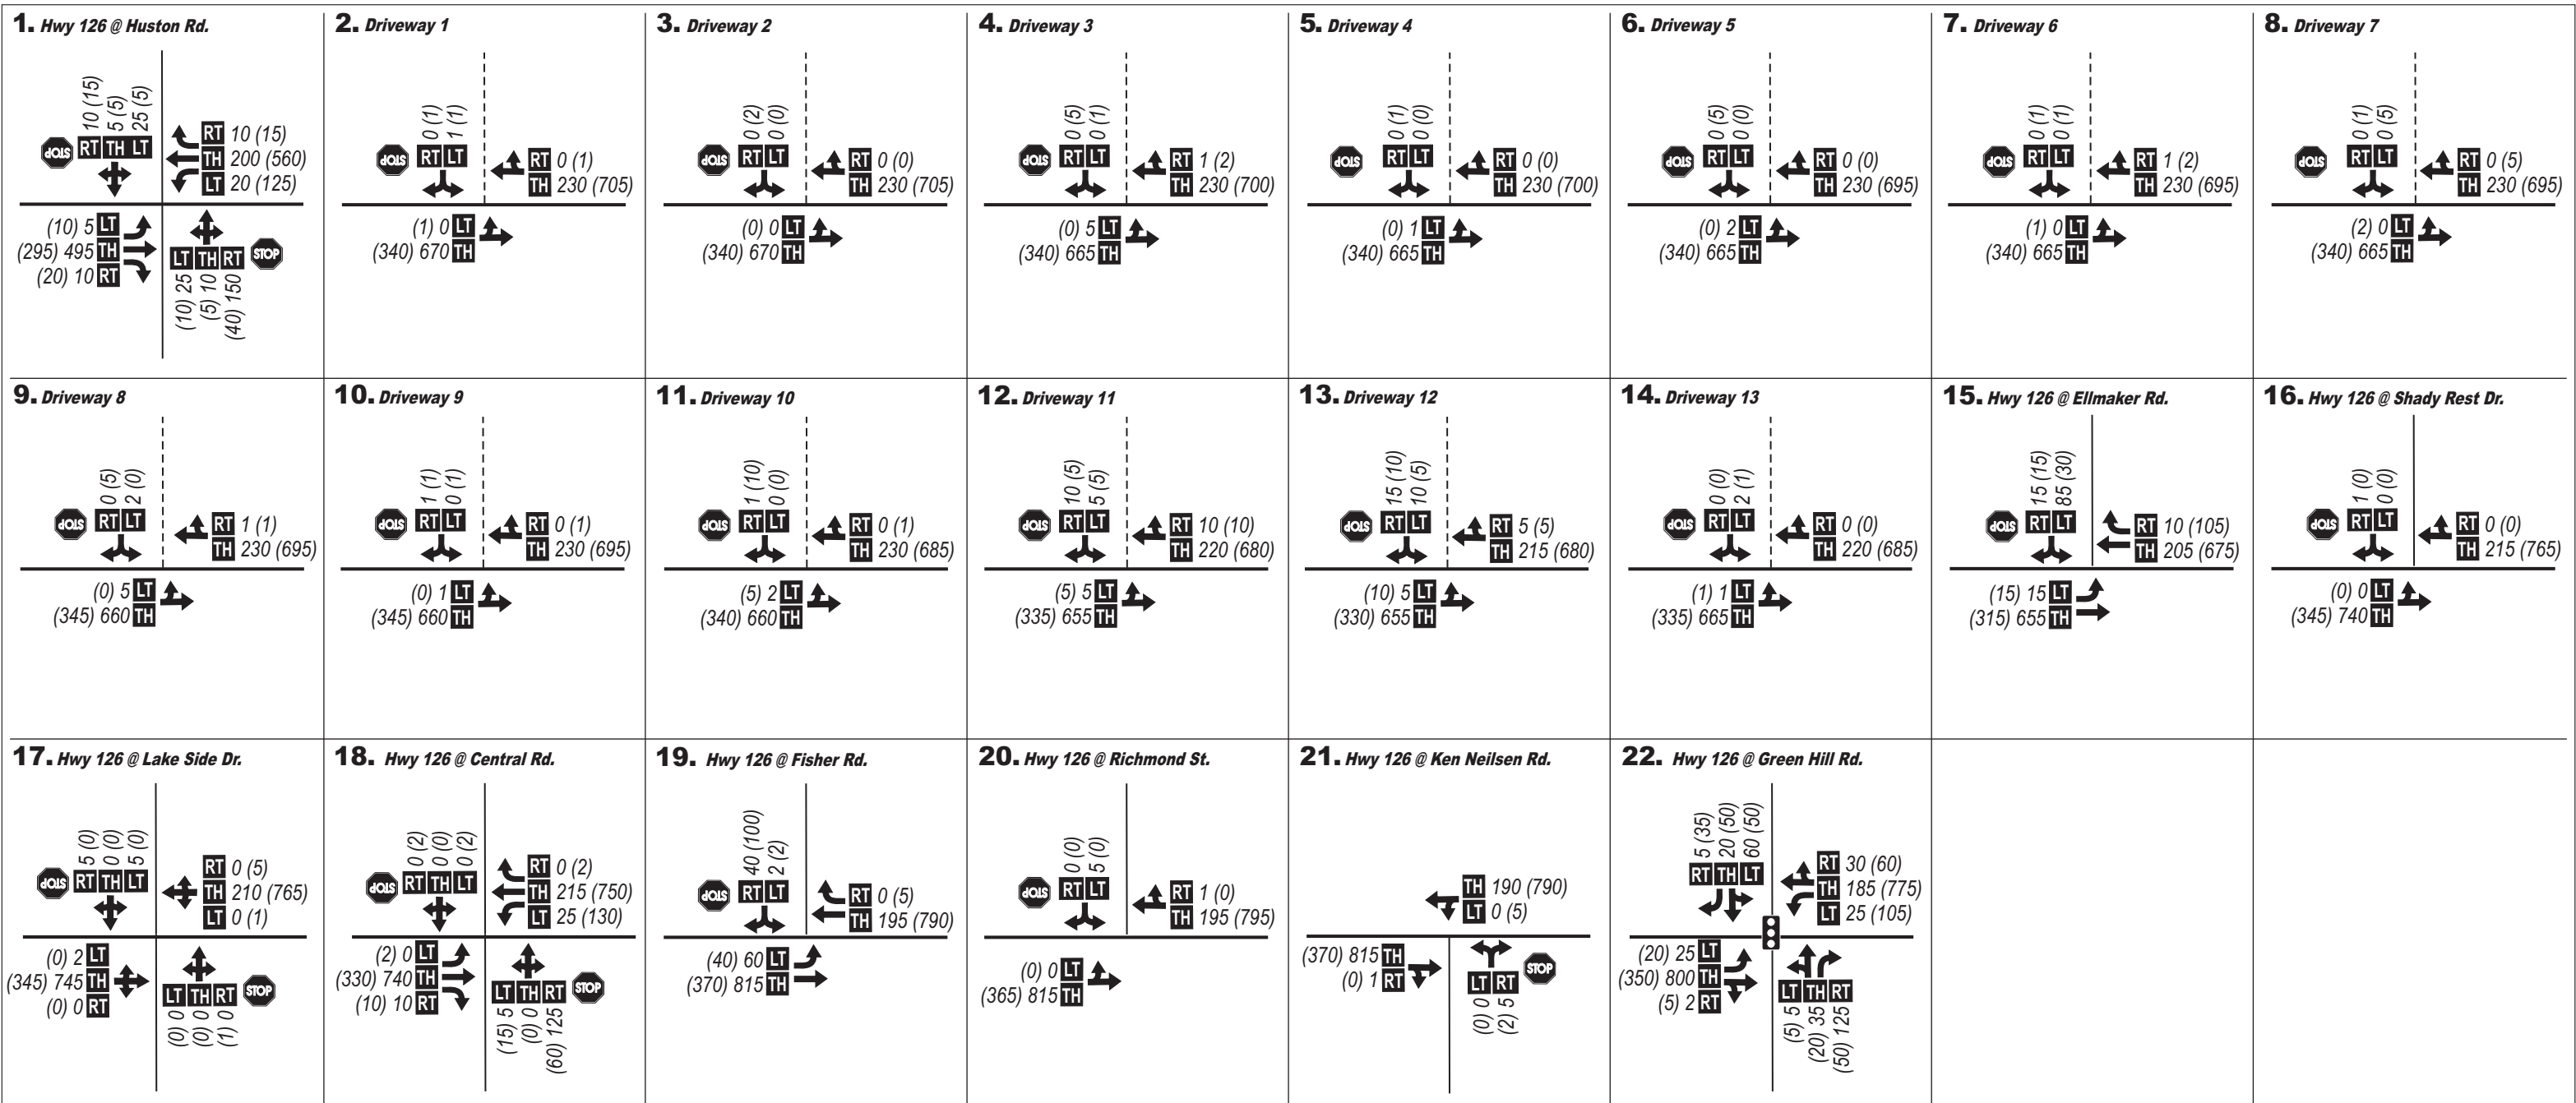 1. Hwy 126 @ Huston Rd.
10 (15)
5 (5)
25 (5)
STOP RT TH LT
RT 10 (15)
TH 200 (560)
LT 20 (125)
(10) 5 LT
(295) 495 TH
(20) 10 RT
LT TH RT STOP
(10) 25
(5) 10
(40) 150
2. Driveway 1
0 (1)
1 (1)
STOP RT LT
RT 0 (1)
TH 230 (705)
(1) 0 LT
(340) 670 TH
3. Driveway 2
0 (2)
0 (0)
STOP RT LT
RT 0 (0)
TH 230 (705)
(0) 0 LT
(340) 670 TH
4. Driveway 3
0 (5)
0 (1)
STOP RT LT
RT 1 (2)
TH 230 (700)
(0) 5 LT
(340) 665 TH
5. Driveway 4
0 (1)
0 (0)
STOP RT LT
RT 0 (0)
TH 230 (700)
(0) 1 LT
(340) 665 TH
6. Driveway 5
0 (5)
0 (0)
STOP RT LT
RT 0 (0)
TH 230 (695)
(0) 2 LT
(340) 665 TH
7. Driveway 6
0 (1)
0 (1)
STOP RT LT
RT 1 (2)
TH 230 (695)
(1) 0 LT
(340) 665 TH
8. Driveway 7
0 (1)
0 (5)
STOP RT LT
RT 0 (5)
TH 230 (695)
(2) 0 LT
(340) 665 TH
9. Driveway 8
0 (5)
2 (0)
STOP RT LT
RT 1 (1)
TH 230 (695)
(0) 5 LT
(345) 660 TH
10. Driveway 9
1 (1)
0 (1)
STOP RT LT
RT 0 (1)
TH 230 (695)
(0) 1 LT
(345) 660 TH
11. Driveway 10
1 (10)
0 (0)
STOP RT LT
RT 0 (1)
TH 230 (685)
(5) 2 LT
(340) 660 TH
12. Driveway 11
10 (5)
5 (5)
STOP RT LT
RT 10 (10)
TH 220 (680)
(5) 5 LT
(335) 655 TH
13. Driveway 12
15 (10)
10 (5)
STOP RT LT
RT 5 (5)
TH 215 (680)
(10) 5 LT
(330) 655 TH
14. Driveway 13
0 (0)
2 (1)
STOP RT LT
RT 0 (0)
TH 220 (685)
(1) 1 LT
(335) 665 TH
15. Hwy 126 @ Ellmaker Rd.
15 (15)
85 (30)
STOP RT LT
RT 10 (105)
TH 205 (675)
(15) 15 LT
(315) 655 TH
16. Hwy 126 @ Shady Rest Dr.
1 (0)
0 (0)
STOP RT LT
RT 0 (0)
TH 215 (765)
(0) 0 LT
(345) 740 TH
17. Hwy 126 @ Lake Side Dr.
5 (0)
0 (0)
5 (0)
STOP RT TH LT
RT 0 (5)
TH 210 (765)
LT 0 (1)
(0) 2 LT
(345) 745 TH
(0) 0 RT
LT TH RT STOP
(0) 0
(0) 0
(1) 0
18. Hwy 126 @ Central Rd.
0 (2)
0 (0)
0 (2)
STOP RT TH LT
RT 0 (2)
TH 215 (750)
LT 25 (130)
(2) 0 LT
(330) 740 TH
(10) 10 RT
LT TH RT STOP
(15) 5
(0) 0
(60) 125
19. Hwy 126 @ Fisher Rd.
40 (100)
2 (2)
STOP RT LT
RT 0 (5)
TH 195 (790)
(40) 60 LT
(370) 815 TH
20. Hwy 126 @ Richmond St.
0 (0)
5 (0)
STOP RT LT
RT 1 (0)
TH 195 (795)
(0) 0 LT
(365) 815 TH
21. Hwy 126 @ Ken Neilsen Rd.
TH 190 (790)
LT 0 (5)
(370) 815 TH
(0) 1 RT
LT RT STOP
(0) 0
(2) 5
22. Hwy 126 @ Green Hill Rd.
5 (35)
20 (50)
60 (50)
RT TH LT
RT 30 (60)
TH 185 (775)
LT 25 (105)
(20) 25 LT
(350) 800 TH
(5) 2 RT
LT TH RT
(5) 5
(20) 35
(50) 125